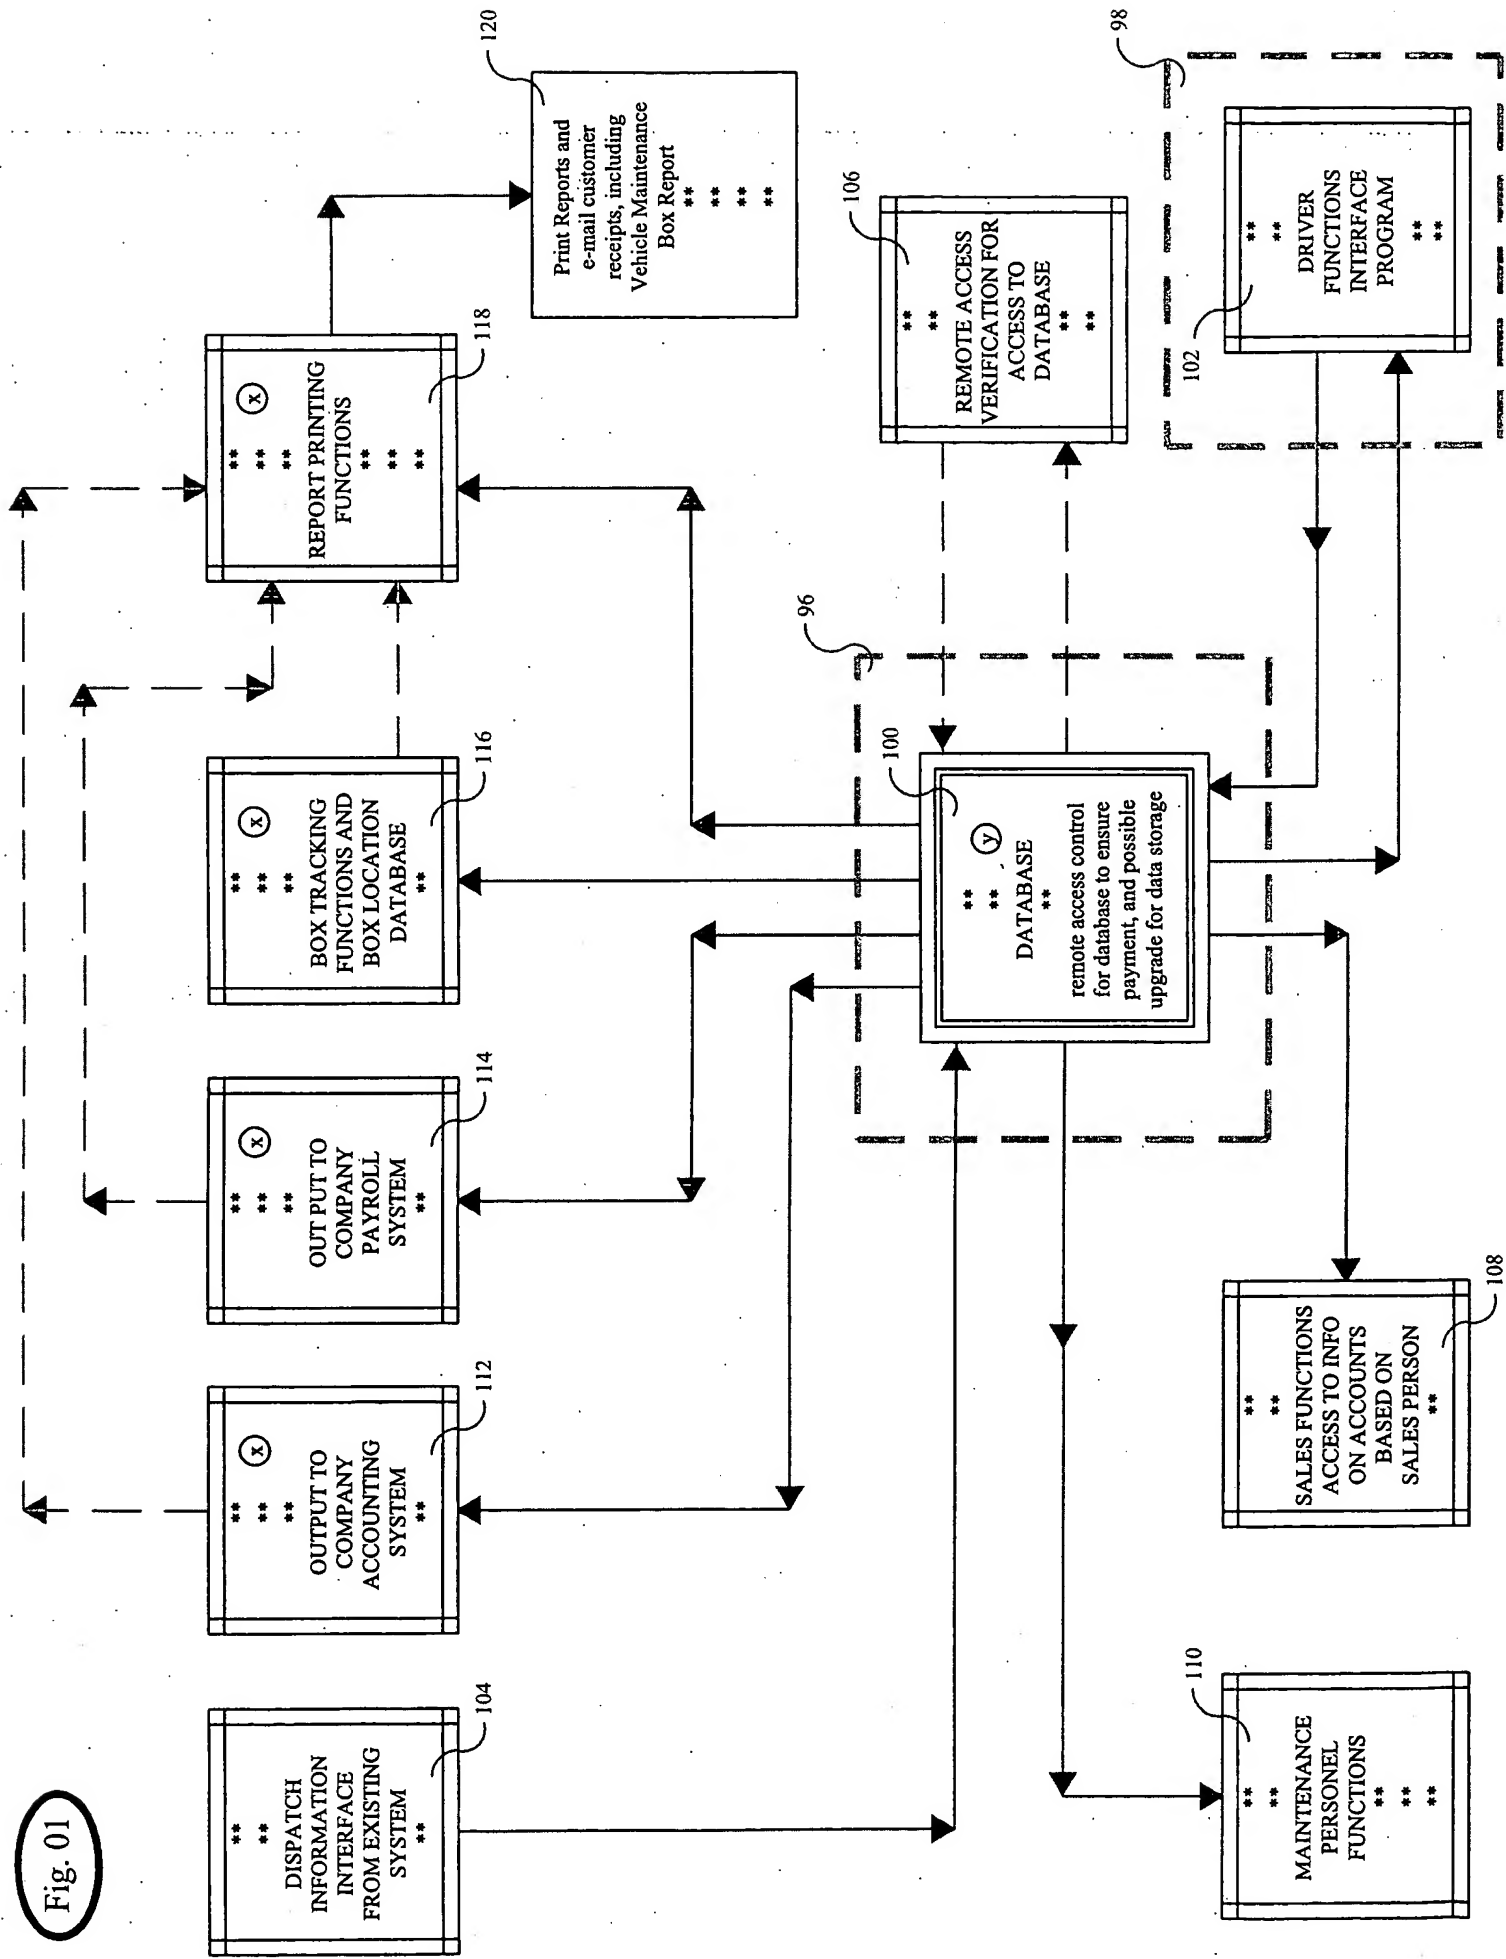 Fig. 01
**
**
DISPATCH
INFORMATION
INTERFACE
FROM EXISTING
SYSTEM
**
104
**
**
**
x
OUTPUT TO
COMPANY
ACCOUNTING
SYSTEM
**
112
**
**
**
x
OUT PUT TO
COMPANY
PAYROLL
SYSTEM
**
114
**
**
**
x
BOX TRACKING
FUNCTIONS AND
BOX LOCATION
DATABASE
**
116
**
**
**
x
REPORT PRINTING
FUNCTIONS
**
**
**
118
120
Print Reports and
e-mail customer
receipts, including
Vehicle Maintenance
Box Report
**
**
**
**
96
100
**
**
y
DATABASE
**
remote access control
for database to ensure
payment, and possible
upgrade for data storage
106
**
**
REMOTE ACCESS
VERIFICATION FOR
ACCESS TO
DATABASE
**
**
110
**
**
MAINTENANCE
PERSONEL
FUNCTIONS
**
**
**
**
**
SALES FUNCTIONS
ACCESS TO INFO
ON ACCOUNTS
BASED ON
SALES PERSON
**
108
98
102
**
**
DRIVER
FUNCTIONS
INTERFACE
PROGRAM
**
**